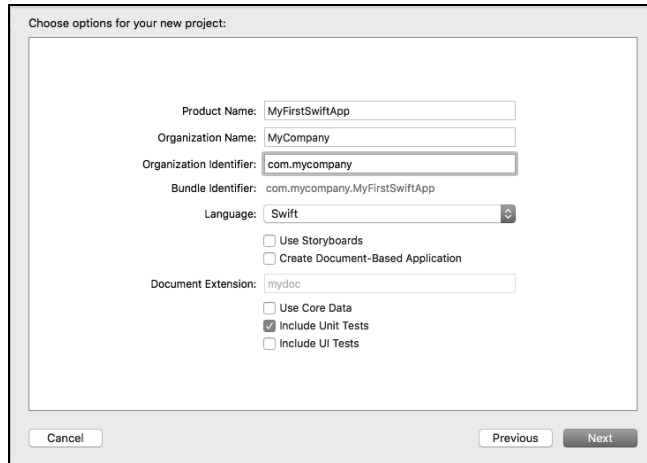 Choose options for your new project:
Product Name: MyFirstSwiftApp
Organization Name: MyCompany
Organization Identifier: com.mycompany
Bundle Identifier: com.mycompany.MyFirstSwiftApp
Language: Swift
Use Storyboards
Create Document-Based Application
Document Extension: mydoc
Use Core Data
Include Unit Tests
Include UI Tests
Cancel Previous Next